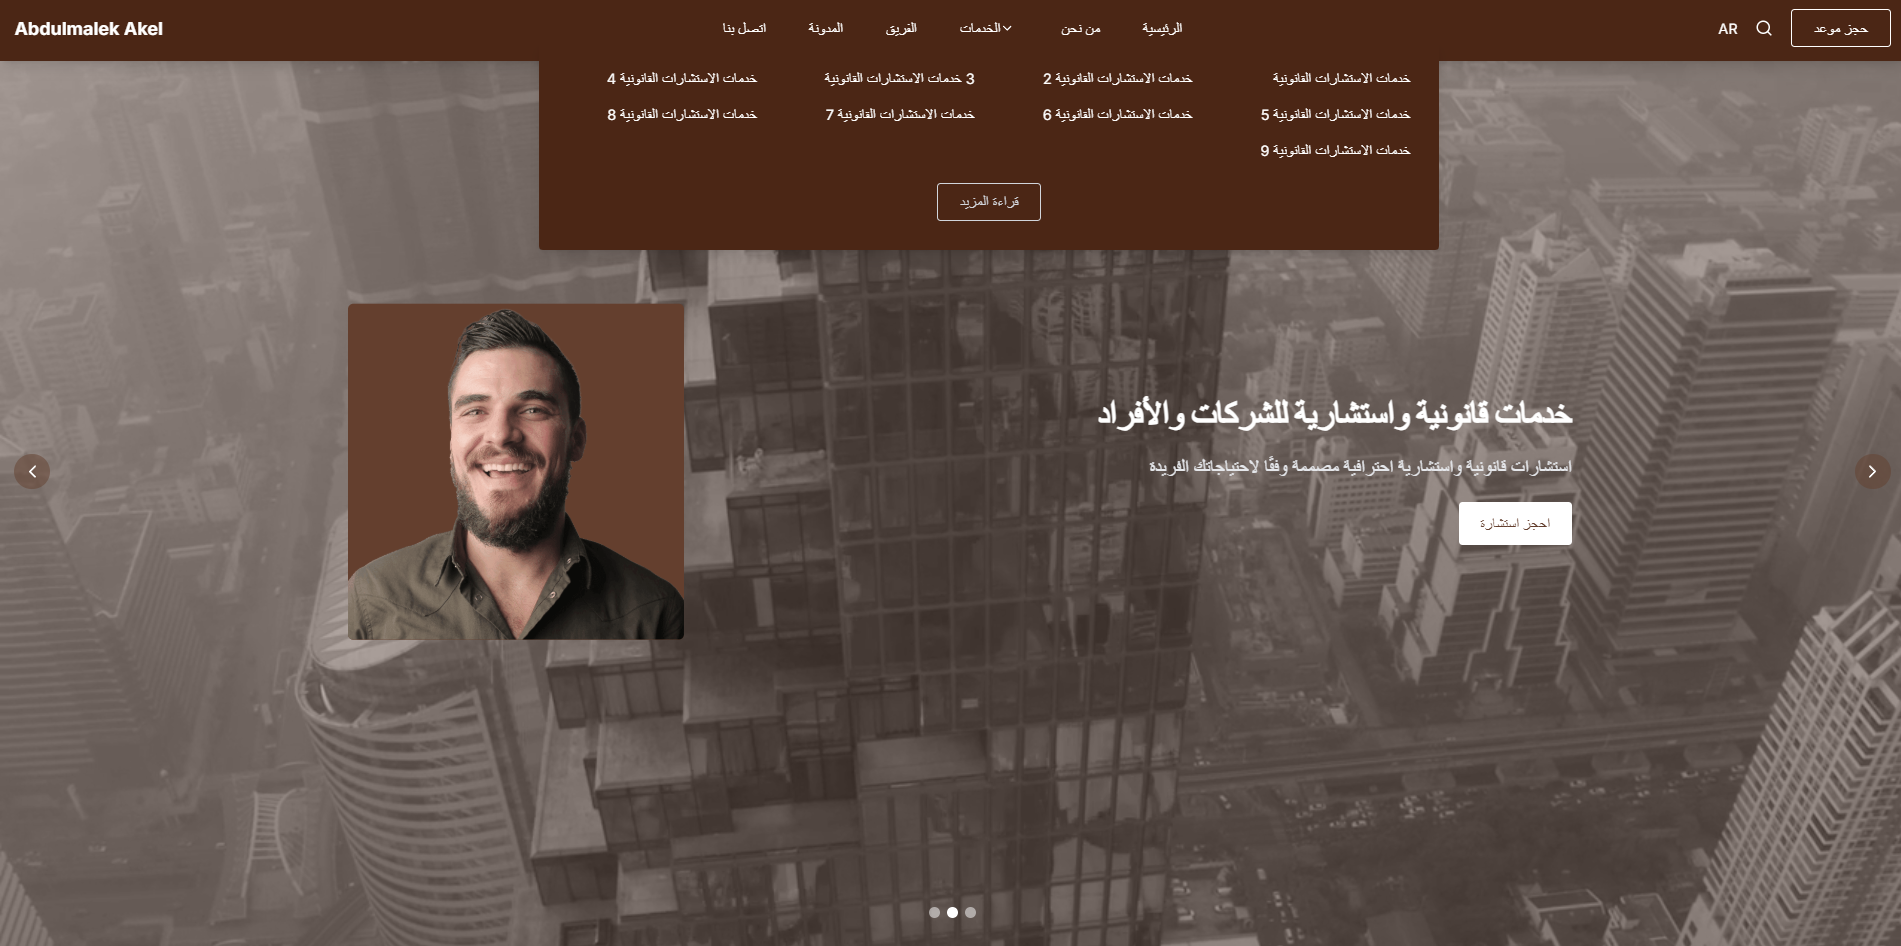 Abdulmalek Akel
الرئيسية
من نحن
الخدمات
الفريق
المدونة
اتصل بنا
AR
حجز موعد
خدمات الاستشارات القانونية
خدمات الاستشارات القانونية 2
3 خدمات الاستشارات القانونية
خدمات الاستشارات القانونية 4
خدمات الاستشارات القانونية 5
خدمات الاستشارات القانونية 6
خدمات الاستشارات القانونية 7
خدمات الاستشارات القانونية 8
خدمات الاستشارات القانونية 9
قراءة المزيد
خدمات قانونية واستشارية للشركات والأفراد
استشارات قانونية واستشارية احترافية مصممة وفقًا لاحتياجاتك الفريدة
احجز استشارة